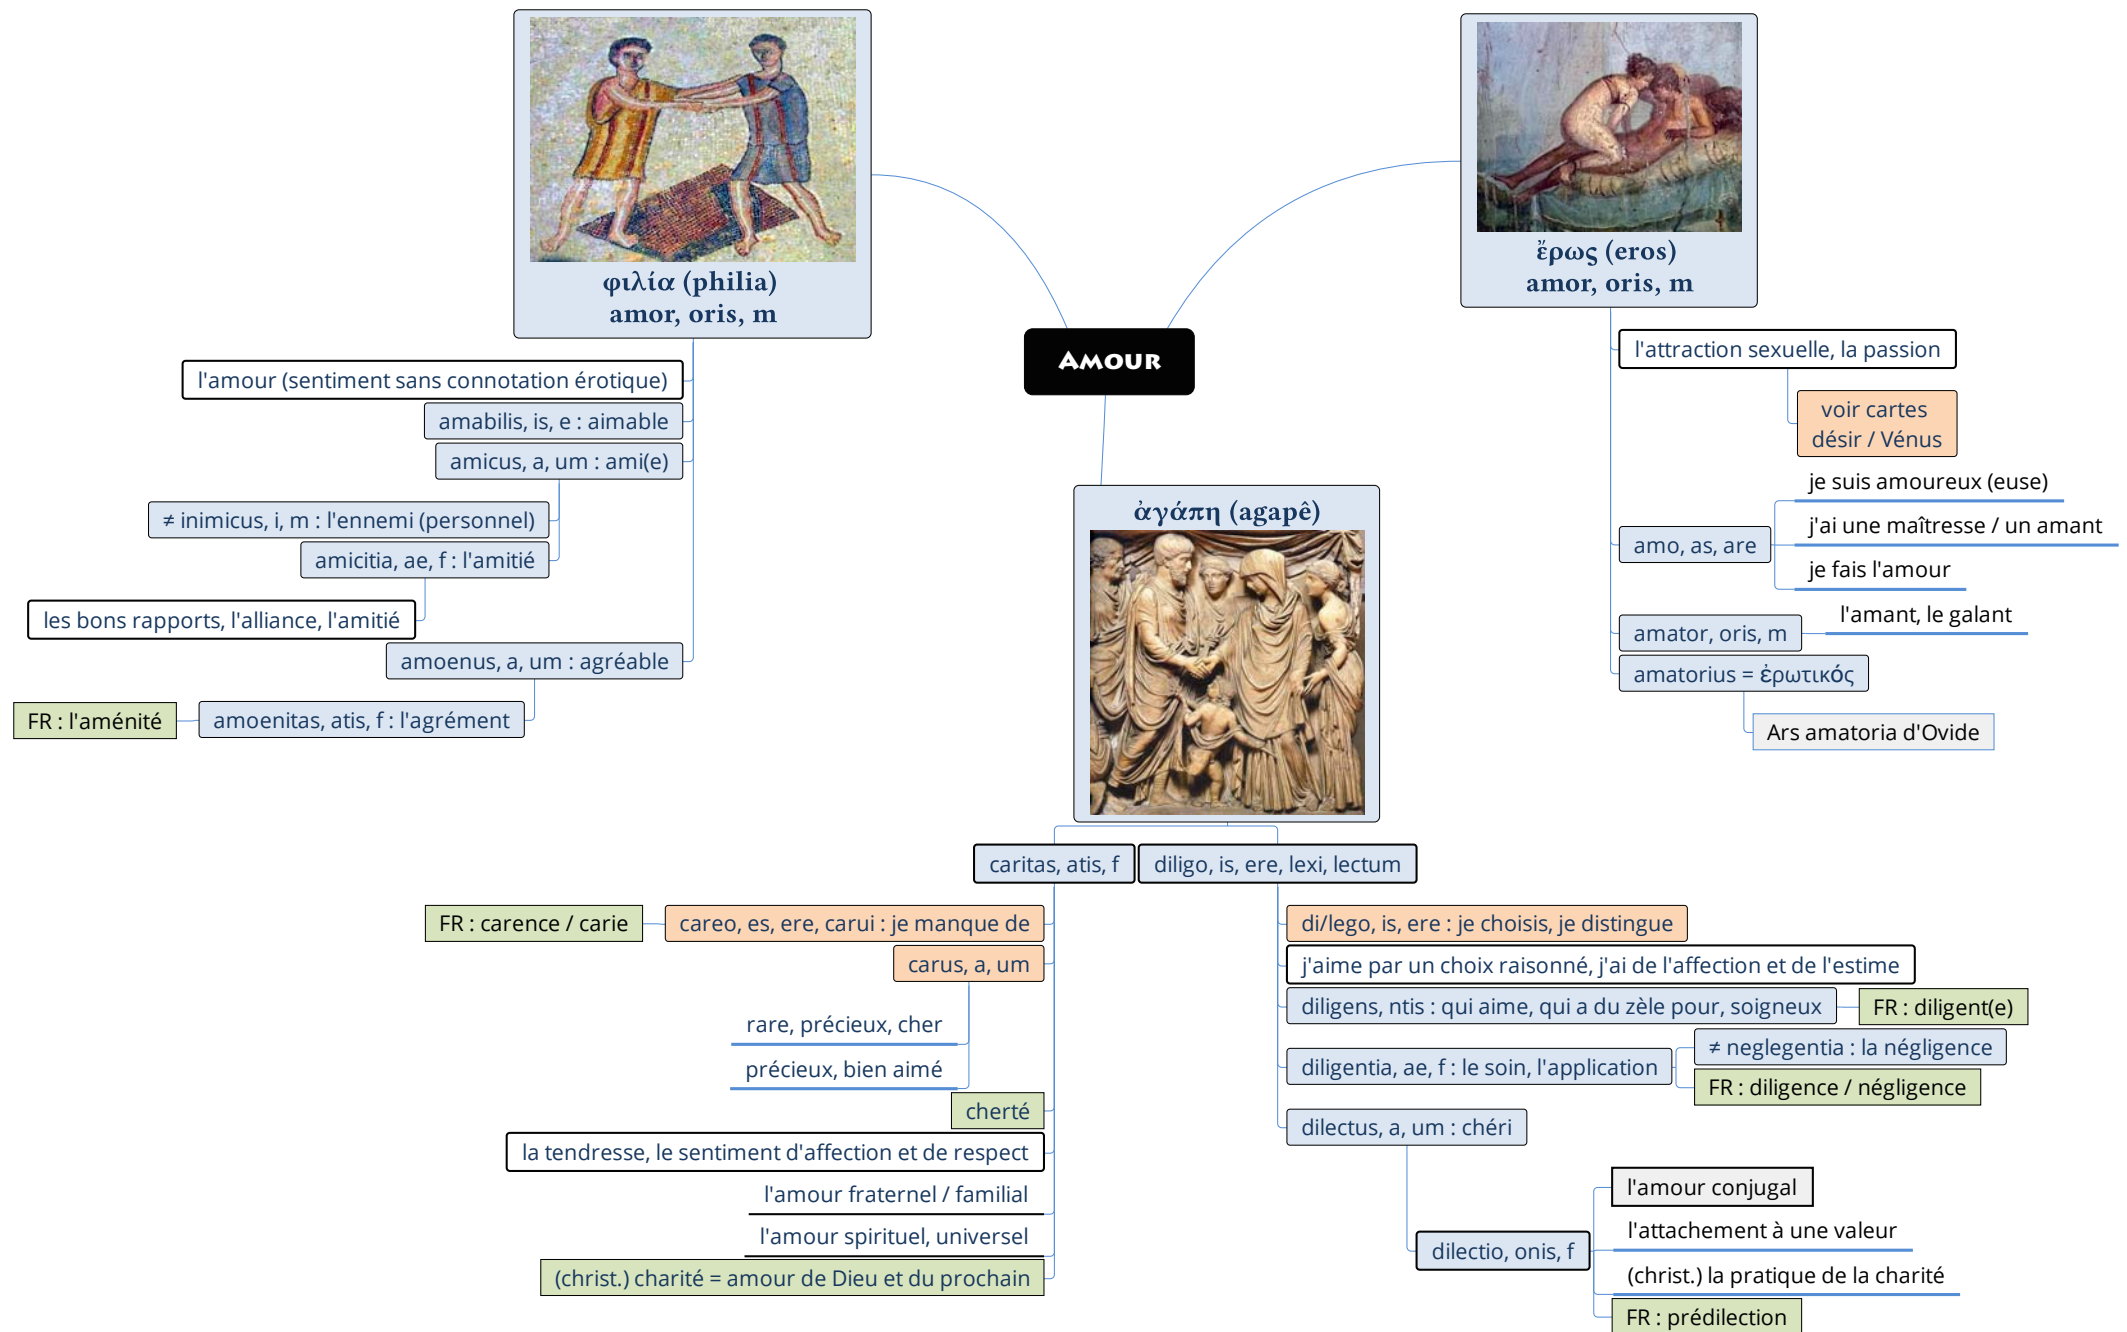 Amour
φιλία (philia)
amor, oris, m
l'amour (sentiment sans connotation érotique)
amabilis, is, e : aimable
amicus, a, um : ami(e)
≠ inimicus, i, m : l'ennemi (personnel)
amicitia, ae, f : l'amitié
les bons rapports, l'alliance, l'amitié
amoenus, a, um : agréable
amoenitas, atis, f : l'agrément
FR : l'aménité
ἔρως (eros)
amor, oris, m
l'attraction sexuelle, la passion
voir cartes
désir / Vénus
amo, as, are
je suis amoureux (euse)
j'ai une maîtresse / un amant
je fais l'amour
amator, oris, m
l'amant, le galant
amatorius = ἐρωτικός
Ars amatoria d'Ovide
ἀγάπη (agapê)
caritas, atis, f
careo, es, ere, carui : je manque de
FR : carence / carie
carus, a, um
rare, précieux, cher
précieux, bien aimé
cherté
la tendresse, le sentiment d'affection et de respect
l'amour fraternel / familial
l'amour spirituel, universel
(christ.) charité = amour de Dieu et du prochain
diligo, is, ere, lexi, lectum
di/lego, is, ere : je choisis, je distingue
j'aime par un choix raisonné, j'ai de l'affection et de l'estime
diligens, ntis : qui aime, qui a du zèle pour, soigneux
FR : diligent(e)
diligentia, ae, f : le soin, l'application
≠ neglegentia : la négligence
FR : diligence / négligence
dilectus, a, um : chéri
dilectio, onis, f
l'amour conjugal
l'attachement à une valeur
(christ.) la pratique de la charité
FR : prédilection